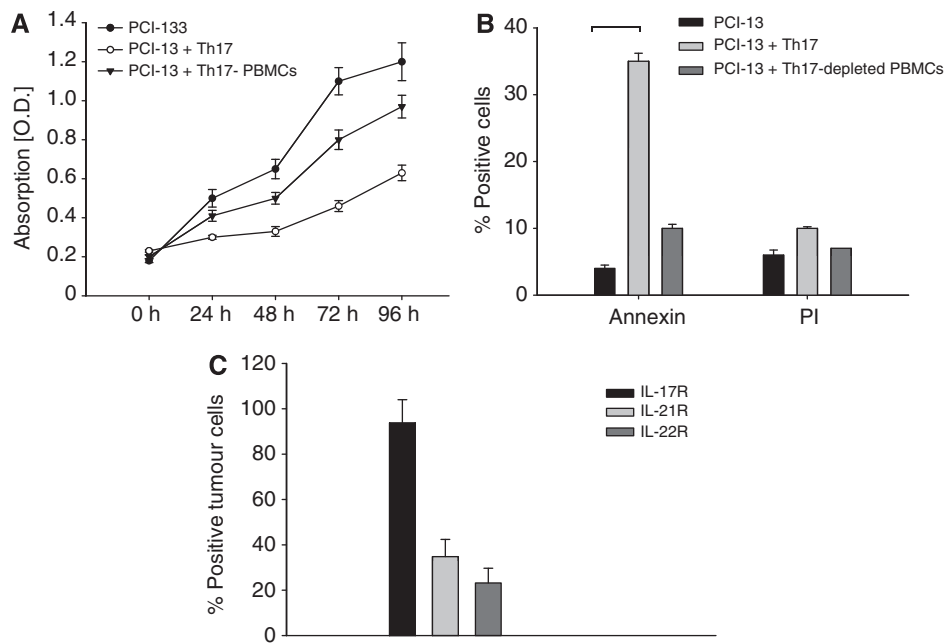 A
Absorption [O.D.]
1.4
1.2
1.0
0.8
0.6
0.4
0.2
0
PCI-133
PCI-13 + Th17
PCI-13 + Th17- PBMCs
0 h 24 h 48 h 72 h 96 h
B
% Positive cells
40
30
20
10
0
PCI-13
PCI-13 + Th17
PCI-13 + Th17-depleted PBMCs
Annexin PI
C
% Positive tumour cells
120
100
80
60
40
20
0
IL-17R
IL-21R
IL-22R